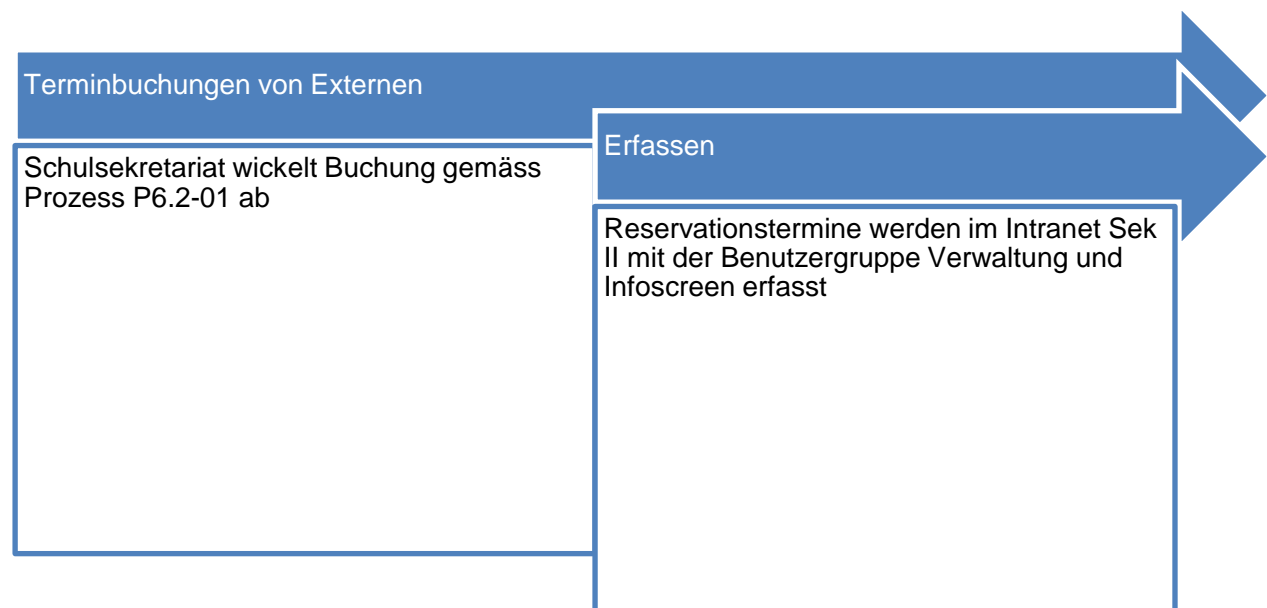 Terminbuchungen von Externen
Schulsekretariat wickelt Buchung gemäss
Prozess P6.2-01 ab
Erfassen
Reservationstermine werden im Intranet Sek
II mit der Benutzergruppe Verwaltung und
Infoscreen erfasst